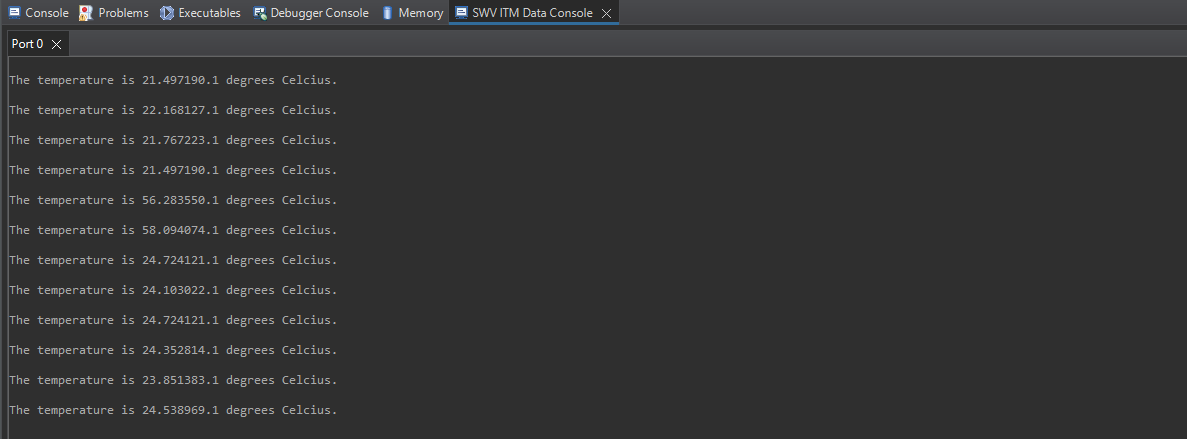 Console Problems Executables Debugger Console Memory SWV ITM Data Console
Port 0
The temperature is 21.497190.1 degrees Celcius.
The temperature is 22.168127.1 degrees Celcius.
The temperature is 21.767223.1 degrees Celcius.
The temperature is 21.497190.1 degrees Celcius.
The temperature is 56.283550.1 degrees Celcius.
The temperature is 58.094074.1 degrees Celcius.
The temperature is 24.724121.1 degrees Celcius.
The temperature is 24.103022.1 degrees Celcius.
The temperature is 24.724121.1 degrees Celcius.
The temperature is 24.352814.1 degrees Celcius.
The temperature is 23.851383.1 degrees Celcius.
The temperature is 24.538969.1 degrees Celcius.